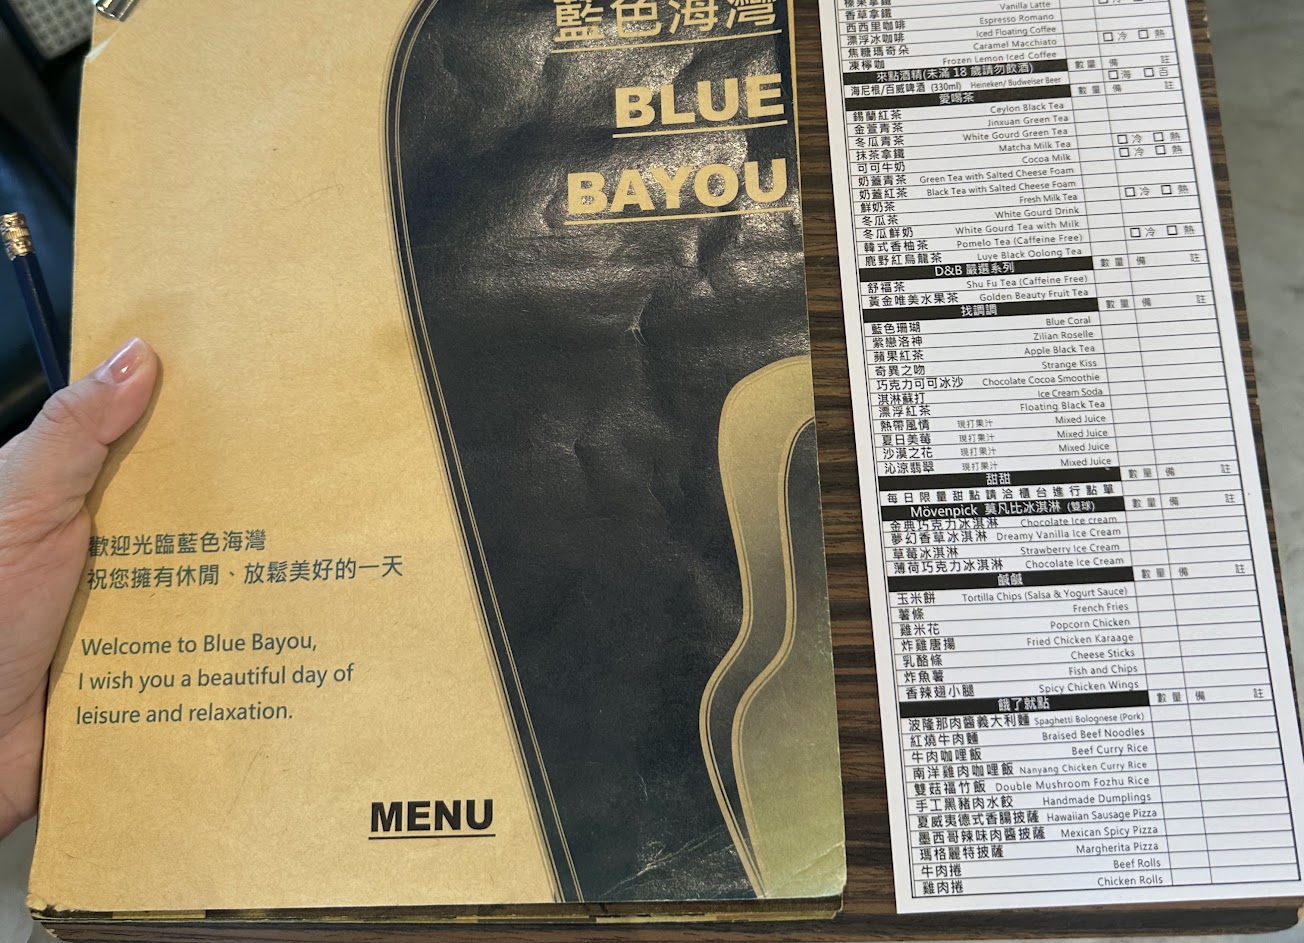 藍色海灣
BLUE
BAYOU
歡迎光臨藍色海灣
祝您擁有休閒、放鬆美好的一天
Welcome to Blue Bayou,
I wish you a beautiful day of
leisure and relaxation.
MENU
榛果拿鐵
香草拿鐵 Vanilla Latte
西西里咖啡 Espresso Romano
漂浮冰咖啡 Iced Floating Coffee
焦糖瑪奇朵 Caramel Macchiato □冷 □熱
凍檸咖 Frozen Lemon Iced Coffee
來點酒精(未滿 18 歲請勿飲酒) 數量 備 註
海尼根/百威啤酒 (330ml) Heineken/ Budweiser Beer □海 □百
愛喝茶 數量 備 註
錫蘭紅茶 Ceylon Black Tea
金萱青茶 Jinxuan Green Tea
冬瓜青茶 White Gourd Green Tea
抹茶拿鐵 Matcha Milk Tea □冷 □熱
可可牛奶 Cocoa Milk □冷 □熱
奶蓋青茶 Green Tea with Salted Cheese Foam
奶蓋紅茶 Black Tea with Salted Cheese Foam
鮮奶茶 Fresh Milk Tea □冷 □熱
冬瓜茶 White Gourd Drink
冬瓜鮮奶 White Gourd Tea with Milk
韓式香柚茶 Pomelo Tea (Caffeine Free) □冷 □熱
鹿野紅烏龍茶 Luye Black Oolong Tea
D&B 嚴選系列 數量 備 註
舒福茶 Shu Fu Tea (Caffeine Free)
黃金唯美水果茶 Golden Beauty Fruit Tea
找調調 數量 備 註
藍色珊瑚 Blue Coral
紫戀洛神 Zilian Roselle
蘋果紅茶 Apple Black Tea
奇異之吻 Strange Kiss
巧克力可可冰沙 Chocolate Cocoa Smoothie
淇淋蘇打 Ice Cream Soda
漂浮紅茶 Floating Black Tea
熱帶風情 現打果汁 Mixed Juice
夏日美莓 現打果汁 Mixed Juice
沙漠之花 現打果汁 Mixed Juice
沁涼翡翠 現打果汁 Mixed Juice
甜甜 數量 備 註
每日限量甜點請洽櫃台進行點單
Mövenpick 莫凡比冰淇淋 (雙球) 數量 備 註
金典巧克力冰淇淋 Chocolate Ice cream
夢幻香草冰淇淋 Dreamy Vanilla Ice Cream
草莓冰淇淋 Strawberry Ice Cream
薄荷巧克力冰淇淋 Chocolate Ice Cream
鹹鹹 數量 備 註
玉米餅 Tortilla Chips (Salsa & Yogurt Sauce)
薯條 French Fries
雞米花 Popcorn Chicken
炸雞唐揚 Fried Chicken Karaage
乳酪條 Cheese Sticks
炸魚薯 Fish and Chips
香辣翅小腿 Spicy Chicken Wings
餓了就點 數量 備 註
波隆那肉醬義大利麵 Spaghetti Bolognese (Pork)
紅燒牛肉麵 Braised Beef Noodles
牛肉咖哩飯 Beef Curry Rice
南洋雞肉咖哩飯 Nanyang Chicken Curry Rice
雙菇福竹飯 Double Mushroom Fozhu Rice
手工黑豬肉水餃 Handmade Dumplings
夏威夷德式香腸披薩 Hawaiian Sausage Pizza
墨西哥辣味肉醬披薩 Mexican Spicy Pizza
瑪格麗特披薩 Margherita Pizza
牛肉捲 Beef Rolls
雞肉捲 Chicken Rolls